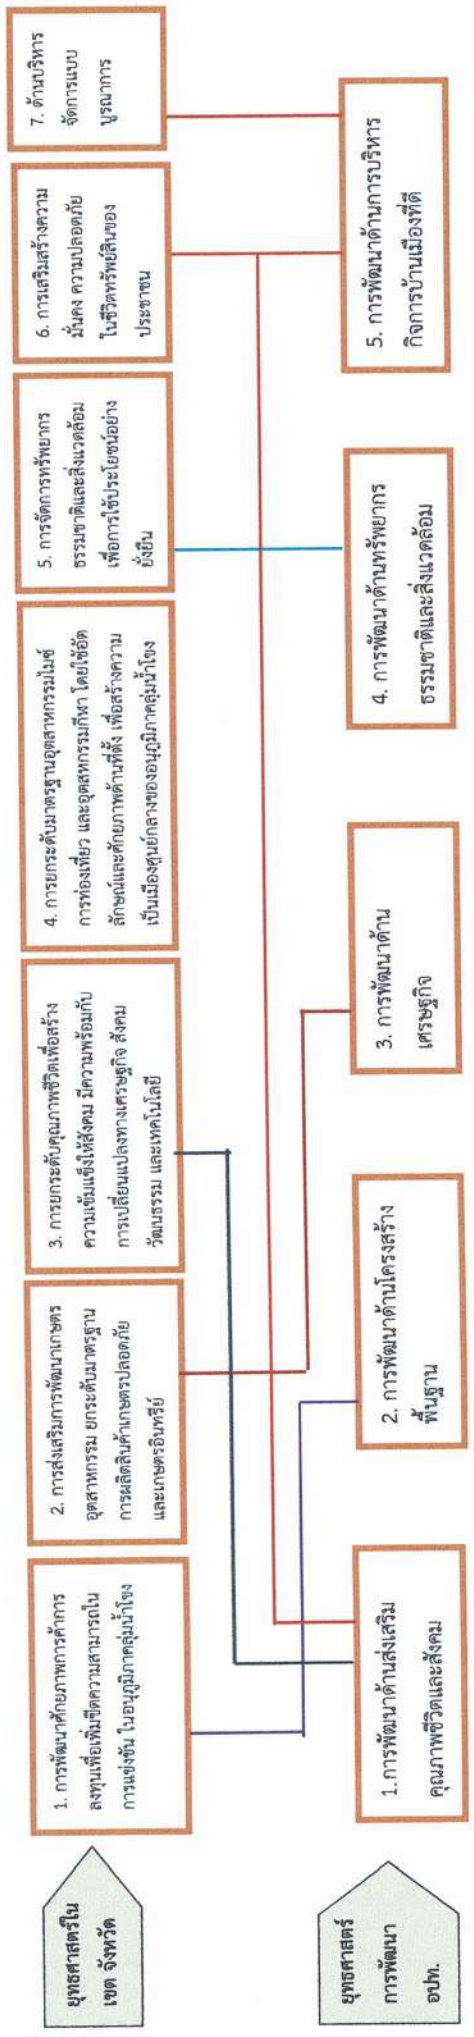 ยุทธศาสตร์ใน
เขต จังหวัด
1. การพัฒนาศักยภาพการค้าการ
ลงทุนเพื่อเพิ่มขีดความสามารถใน
การแข่งขัน ในอนุภูมิภาคลุ่มน้ำโขง
2. การส่งเสริมการพัฒนาเกษตร
อุตสาหกรรม ยกระดับมาตรฐาน
การผลิตสินค้าเกษตรปลอดภัย
และเกษตรอินทรีย์
3. การยกระดับคุณภาพชีวิตเพื่อสร้าง
ความเข้มแข็งให้สังคม มีความพร้อมกับ
การเปลี่ยนแปลงทางเศรษฐกิจ สังคม
วัฒนธรรม และเทคโนโลยี
4. การยกระดับมาตรฐานอุตสาหกรรมไมซ์
การท่องเที่ยว และอุตสหกรรมกีฬา โดยใช้อัต
ลักษณ์และศักยภาพด้านที่ตั้ง เพื่อสร้างความ
เป็นเมืองศูนย์กลางของอนุภูมิภาคลุ่มน้ำโขง
5. การจัดการทรัพยากร
ธรรมชาติและสิ่งแวดล้อม
เพื่อการใช้ประโยชน์อย่าง
ยั่งยืน
6. การเสริมสร้างความ
มั่นคง ความปลอดภัย
ในชีวิตทรัพย์สินของ
ประชาชน
7. ด้านบริหาร
จัดการแบบ
บูรณาการ
ยุทธศาสตร์
การพัฒนา
อปท.
1.การพัฒนาด้านส่งเสริม
คุณภาพชีวิตและสังคม
2. การพัฒนาด้านโครงสร้าง
พื้นฐาน
3. การพัฒนาด้าน
เศรษฐกิจ
4. การพัฒนาด้านทรัพยากร
ธรรมชาติและสิ่งแวดล้อม
5. การพัฒนาด้านการบริหาร
กิจการบ้านเมืองที่ดี